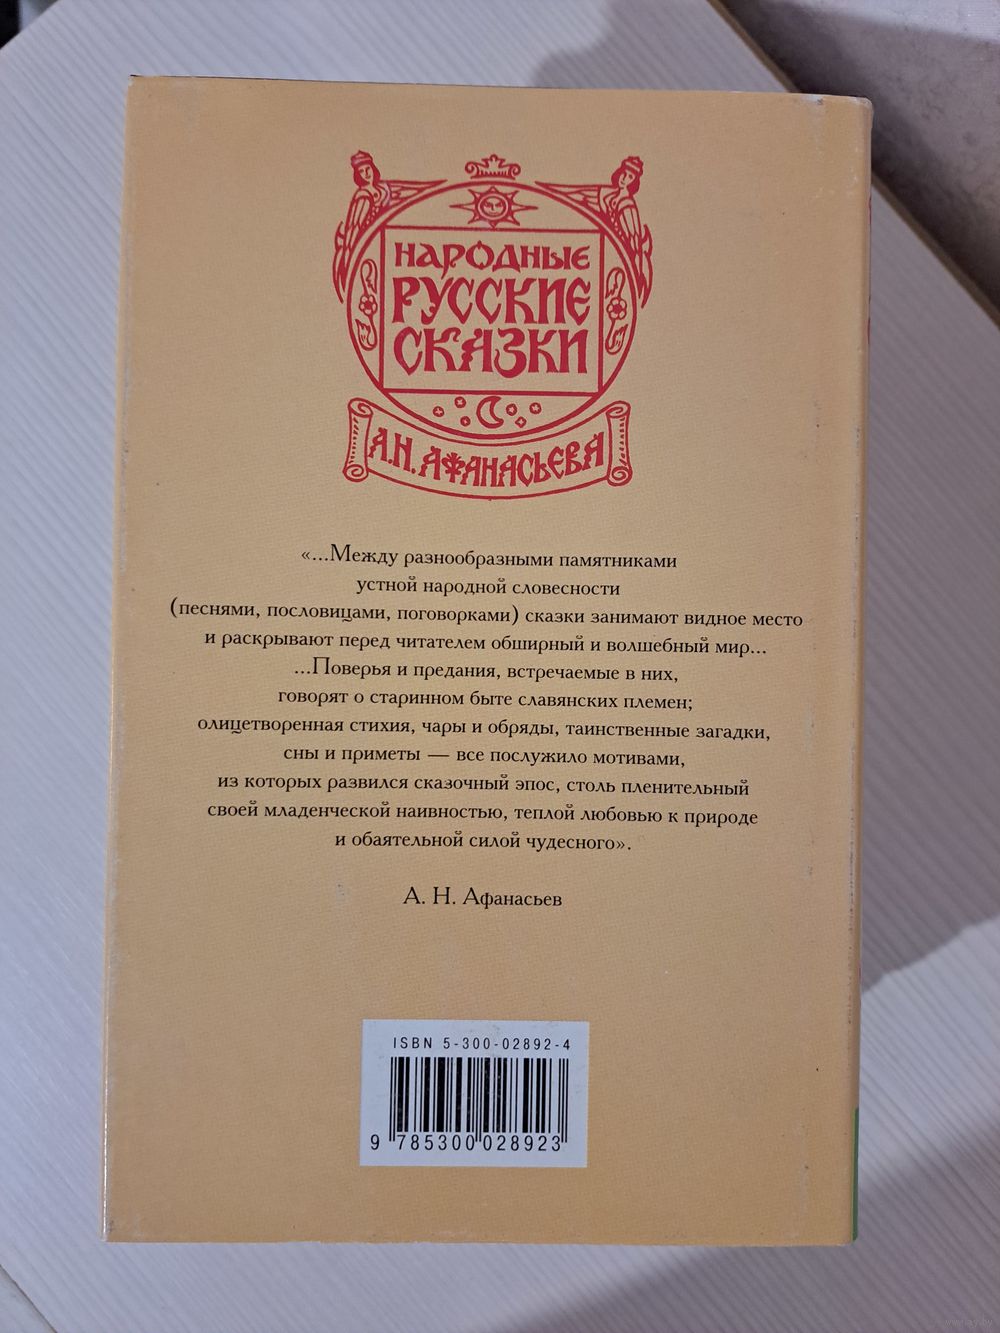 НАРОДНЫЕ
РУССКИЕ
СКАЗКИ
А.Н. АФАНАСЬЕВА
«...Между разнообразными памятниками
устной народной словесности
(песнями, пословицами, поговорками) сказки занимают видное место
и раскрывают перед читателем обширный и волшебный мир...
...Поверья и предания, встречаемые в них,
говорят о старинном быте славянских племен;
олицетворенная стихия, чары и обряды, таинственные загадки,
сны и приметы — все послужило мотивами,
из которых развился сказочный эпос, столь пленительный
своей младенческой наивностью, теплой любовью к природе
и обаятельной силой чудесного».
А. Н. Афанасьев
ISBN 5-300-02892-4
9 785300 028923